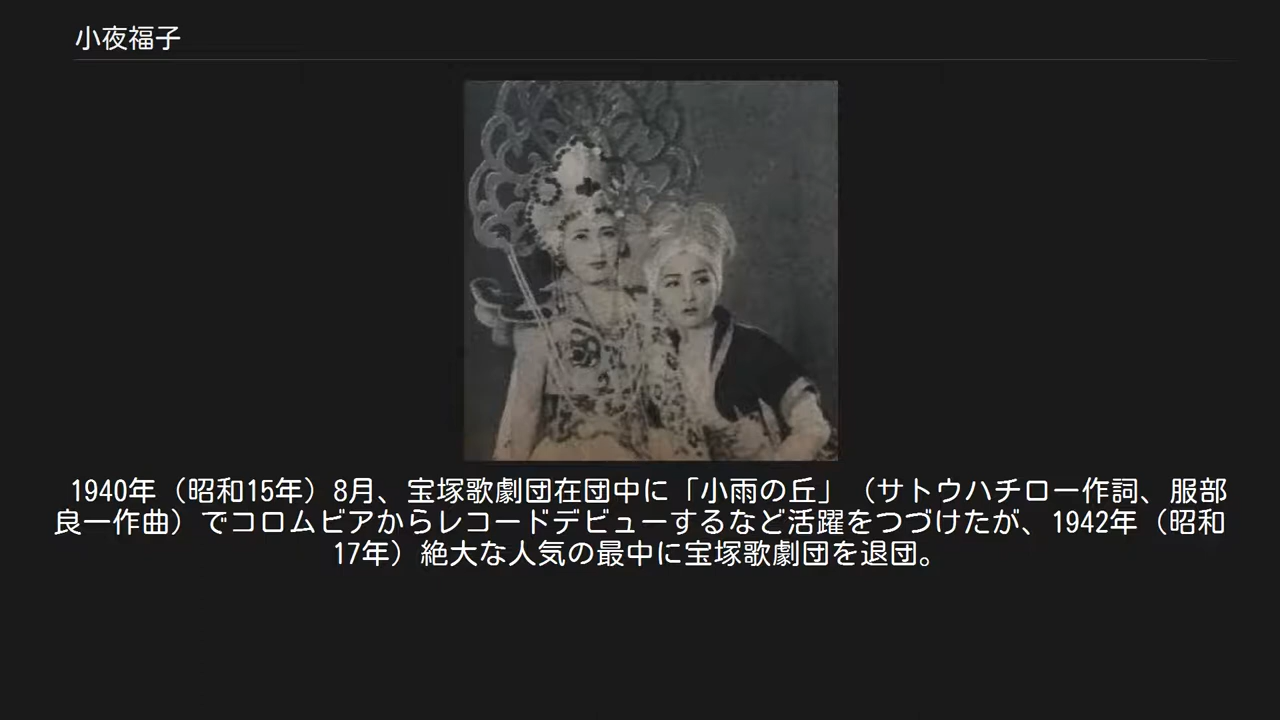 小夜福子
1940年（昭和15年）8月、宝塚歌劇団在団中に「小雨の丘」（サトウハチロー作詞、服部
良一作曲）でコロムビアからレコードデビューするなど活躍をつづけたが、1942年（昭和
17年）絶大な人気の最中に宝塚歌劇団を退団。